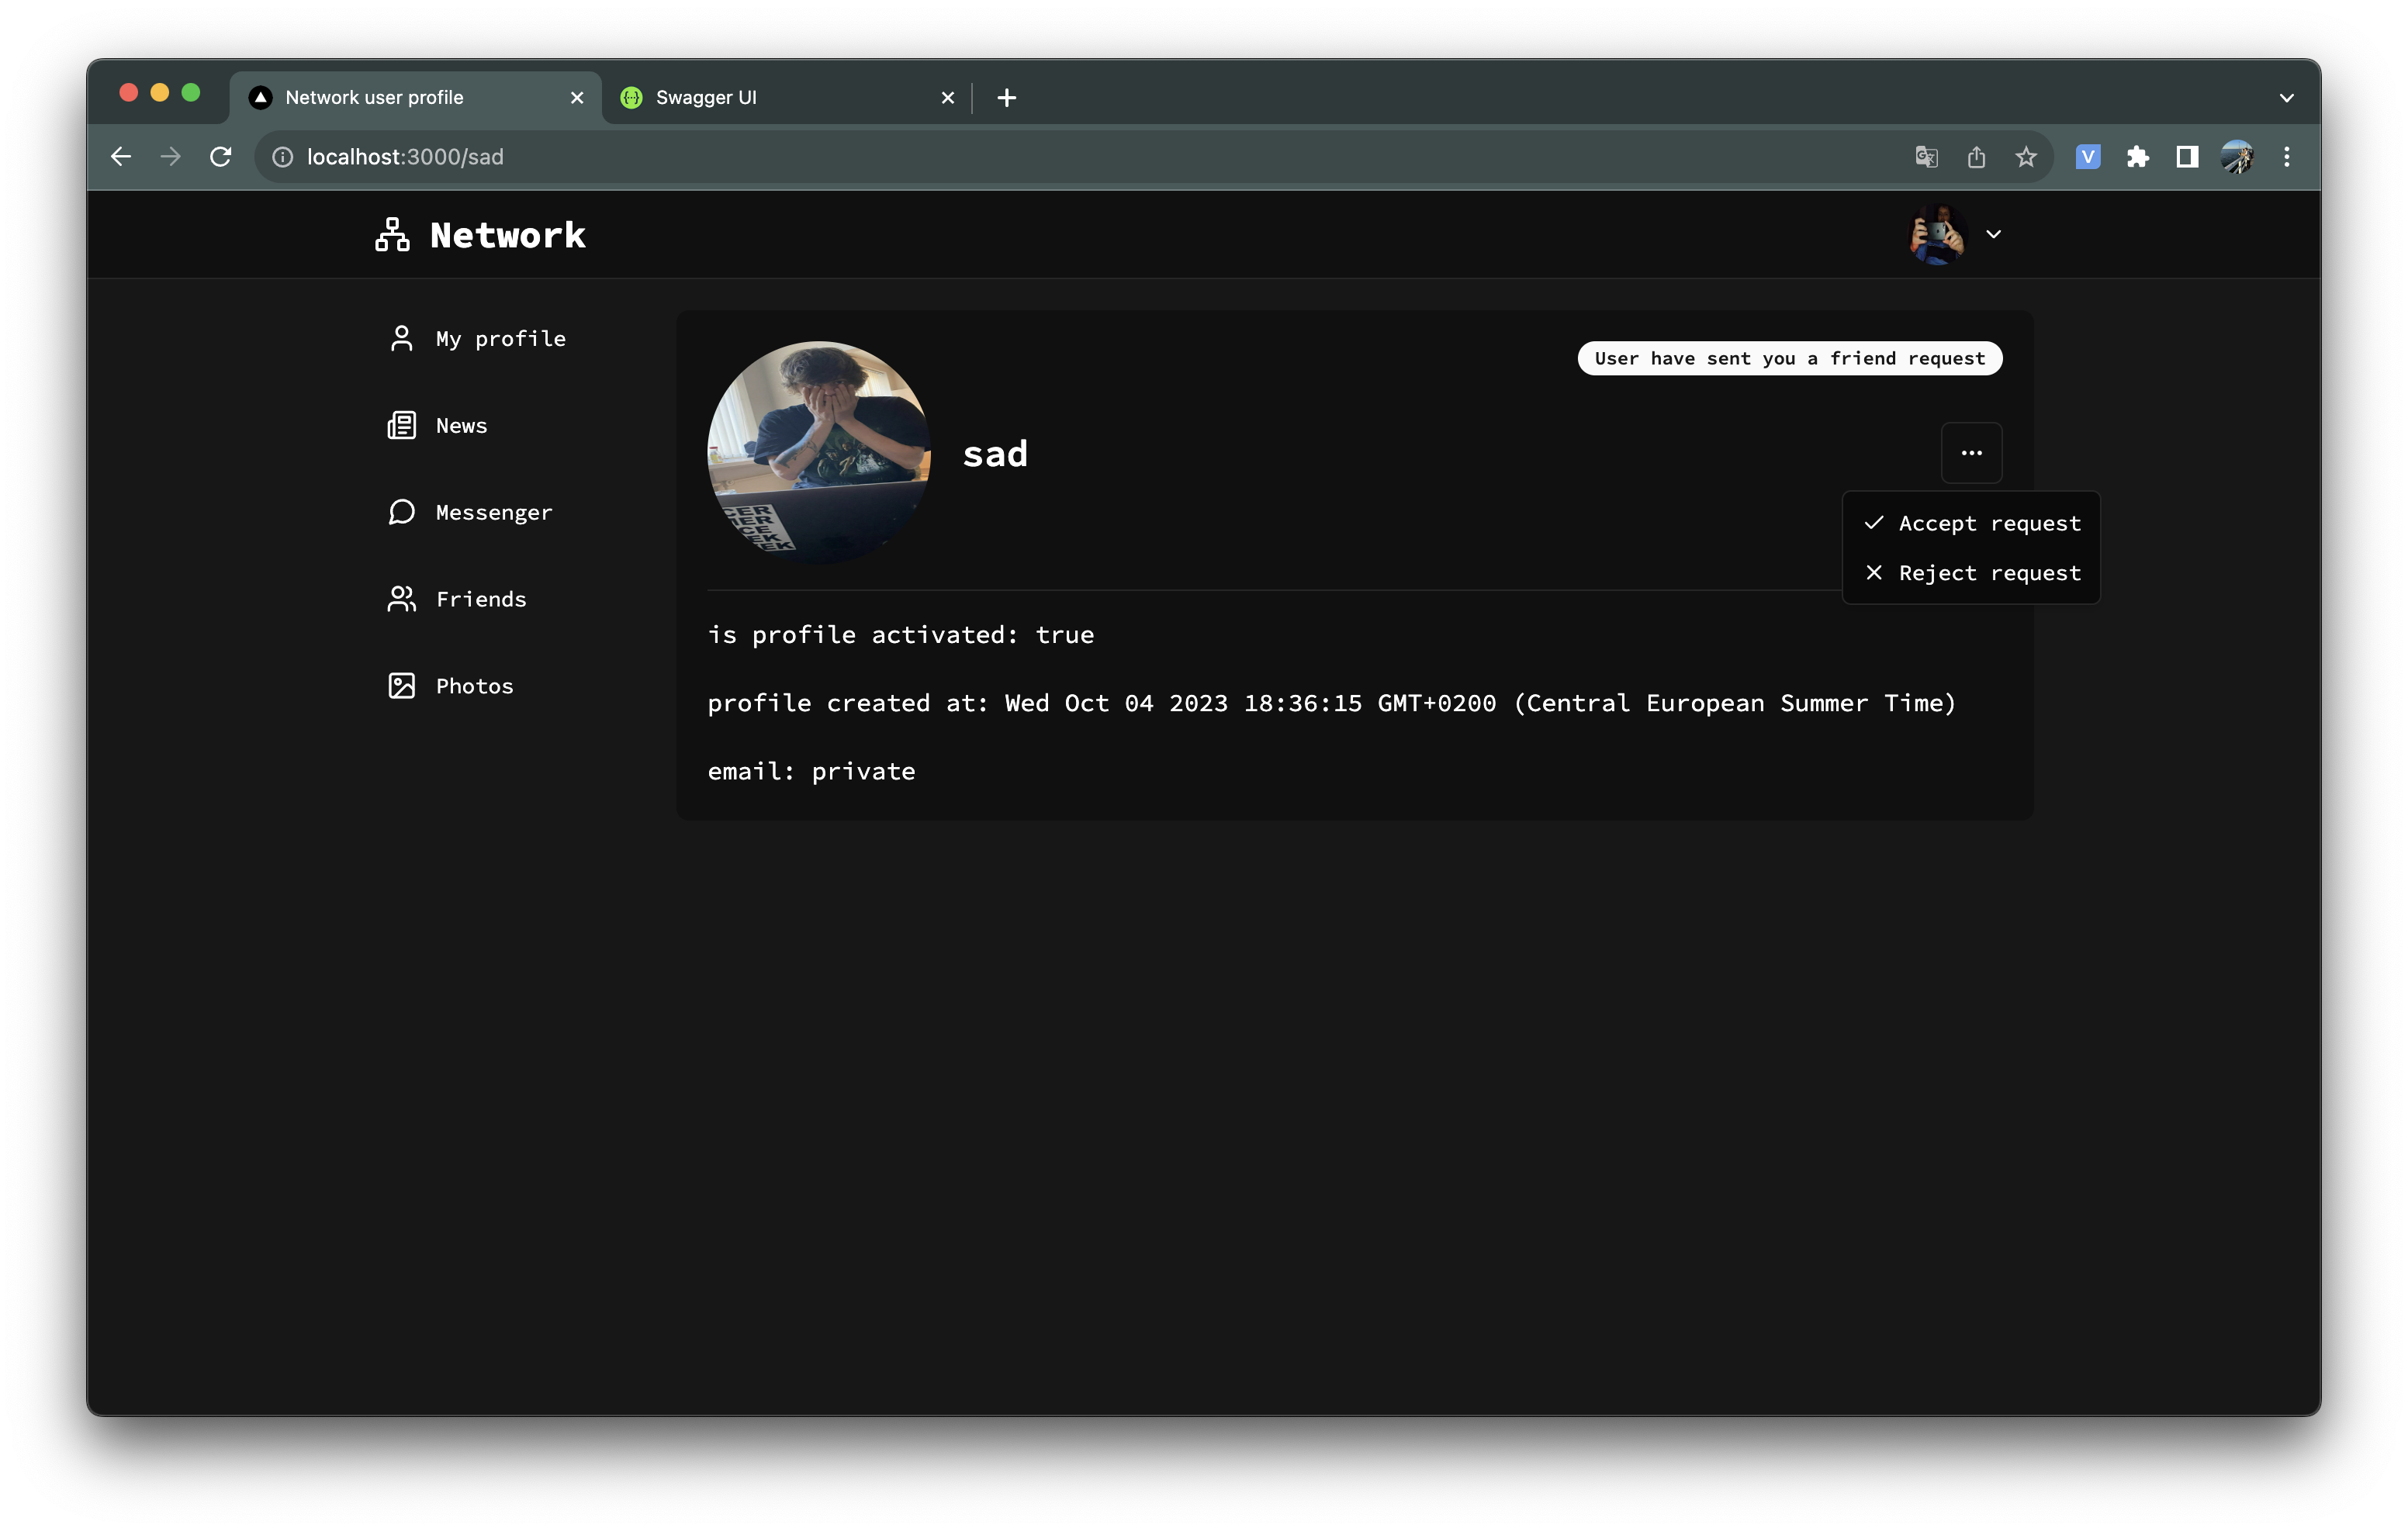 Network user profile
Swagger UI
localhost:3000/sad
V
Network
My profile
News
Messenger
Friends
Photos
User have sent you a friend request
sad
Accept request
Reject request
is profile activated: true
profile created at: Wed Oct 04 2023 18:36:15 GMT+0200 (Central European Summer Time)
email: private